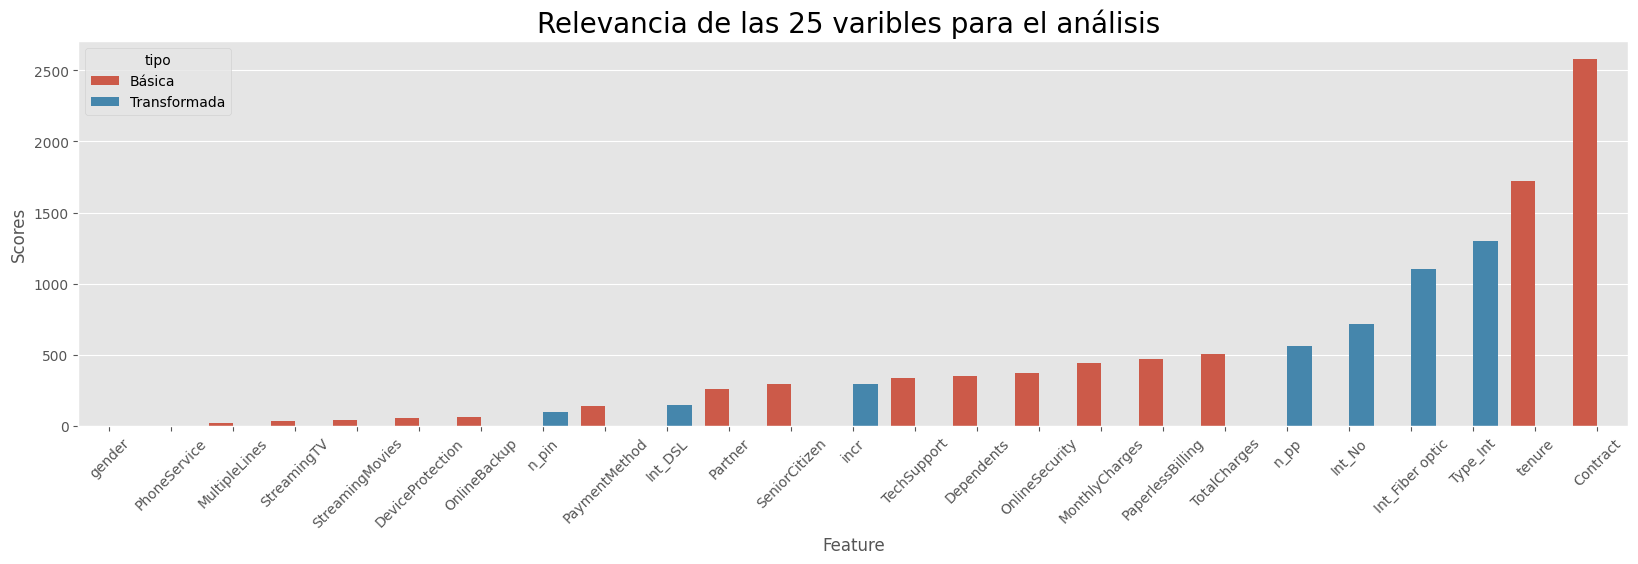 Relevancia de las 25 varibles para el análisis
tipo
Básica
Transformada
Scores
2500
2000
1500
1000
500
0
gender
PhoneService
MultipleLines
StreamingTV
StreamingMovies
DeviceProtection
OnlineBackup
n_pin
PaymentMethod
Int_DSL
Partner
SeniorCitizen
incr
TechSupport
Dependents
OnlineSecurity
MonthlyCharges
PaperlessBilling
TotalCharges
n_pp
Int_No
Int_Fiber optic
Type_Int
tenure
Contract
Feature